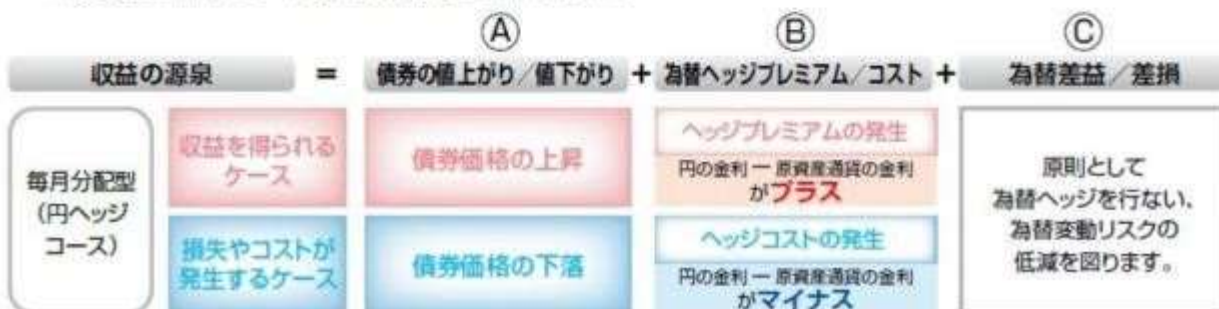 Ⓐ Ⓑ Ⓒ
収益の源泉 = 債券の値上がり/値下がり + 為替ヘッジプレミアム/コスト + 為替差益/差損
毎月分配型
(円ヘッジ
コース)
収益を得られる
ケース
債券価格の上昇
ヘッジプレミアムの発生
円の金利 ー 原資産通貨の金利
がプラス
損失やコストが
発生するケース
債券価格の下落
ヘッジコストの発生
円の金利 ー 原資産通貨の金利
がマイナス
原則として
為替ヘッジを行ない、
為替変動リスクの
低減を図ります。